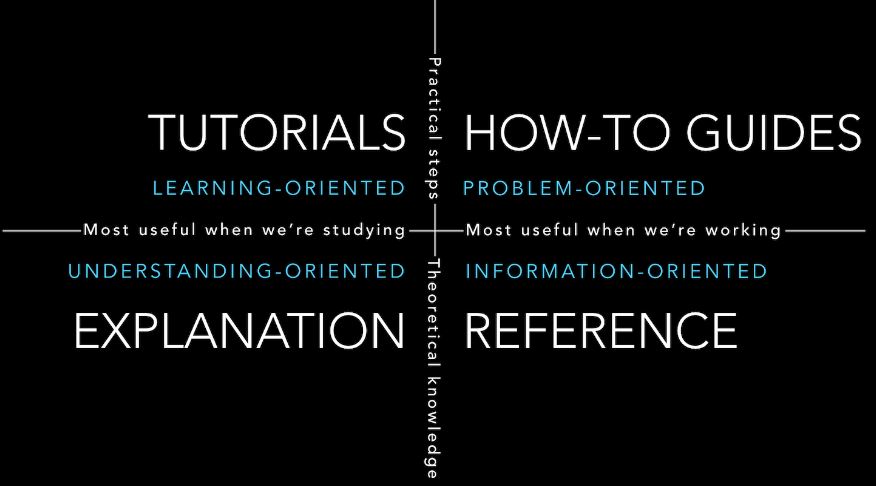 Practical steps
TUTORIALS
HOW-TO GUIDES
LEARNING-ORIENTED
PROBLEM-ORIENTED
Most useful when we're studying
Most useful when we're working
UNDERSTANDING-ORIENTED
INFORMATION-ORIENTED
EXPLANATION
REFERENCE
Theoretical knowledge